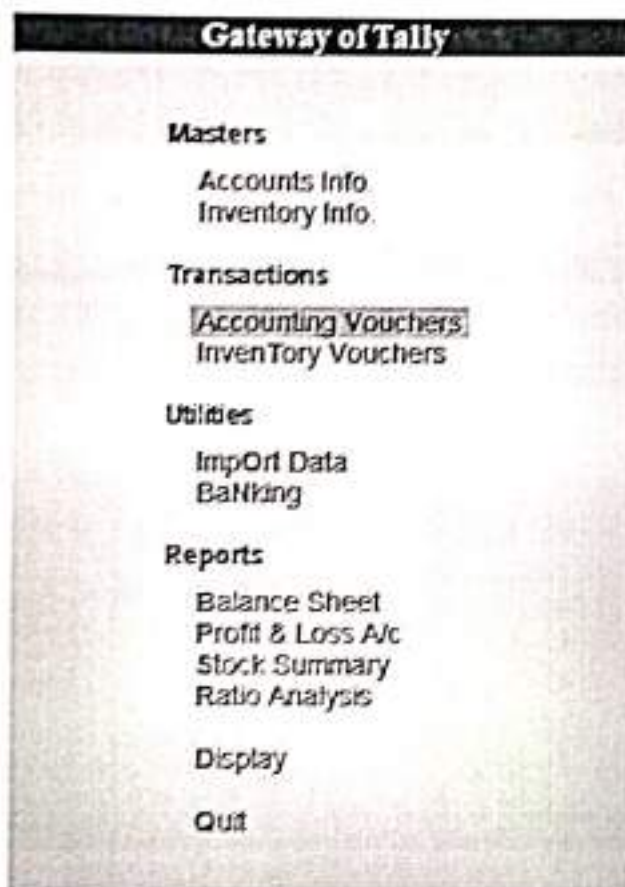 Gateway of Tally
Masters
Accounts Info.
Inventory Info.
Transactions
Accounting Vouchers
InvenTory Vouchers
Utilities
ImpOrt Data
BaNking
Reports
Balance Sheet
Profit & Loss A/c
Stock Summary
Ratio Analysis
Display
Quit